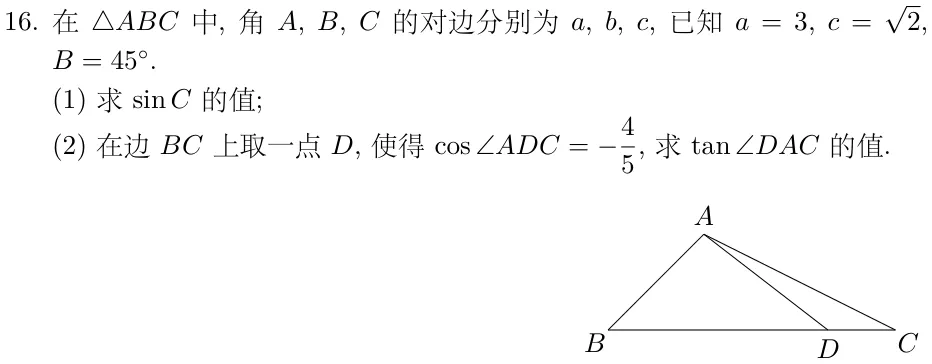 16. 在 △ABC 中, 角 A, B, C 的对边分别为 a, b, c, 已知 a = 3, c = √2,
B = 45°.
(1) 求 sin C 的值;
(2) 在边 BC 上取一点 D, 使得 cos ∠ADC = −4/5, 求 tan ∠DAC 的值.
A
B
D
C